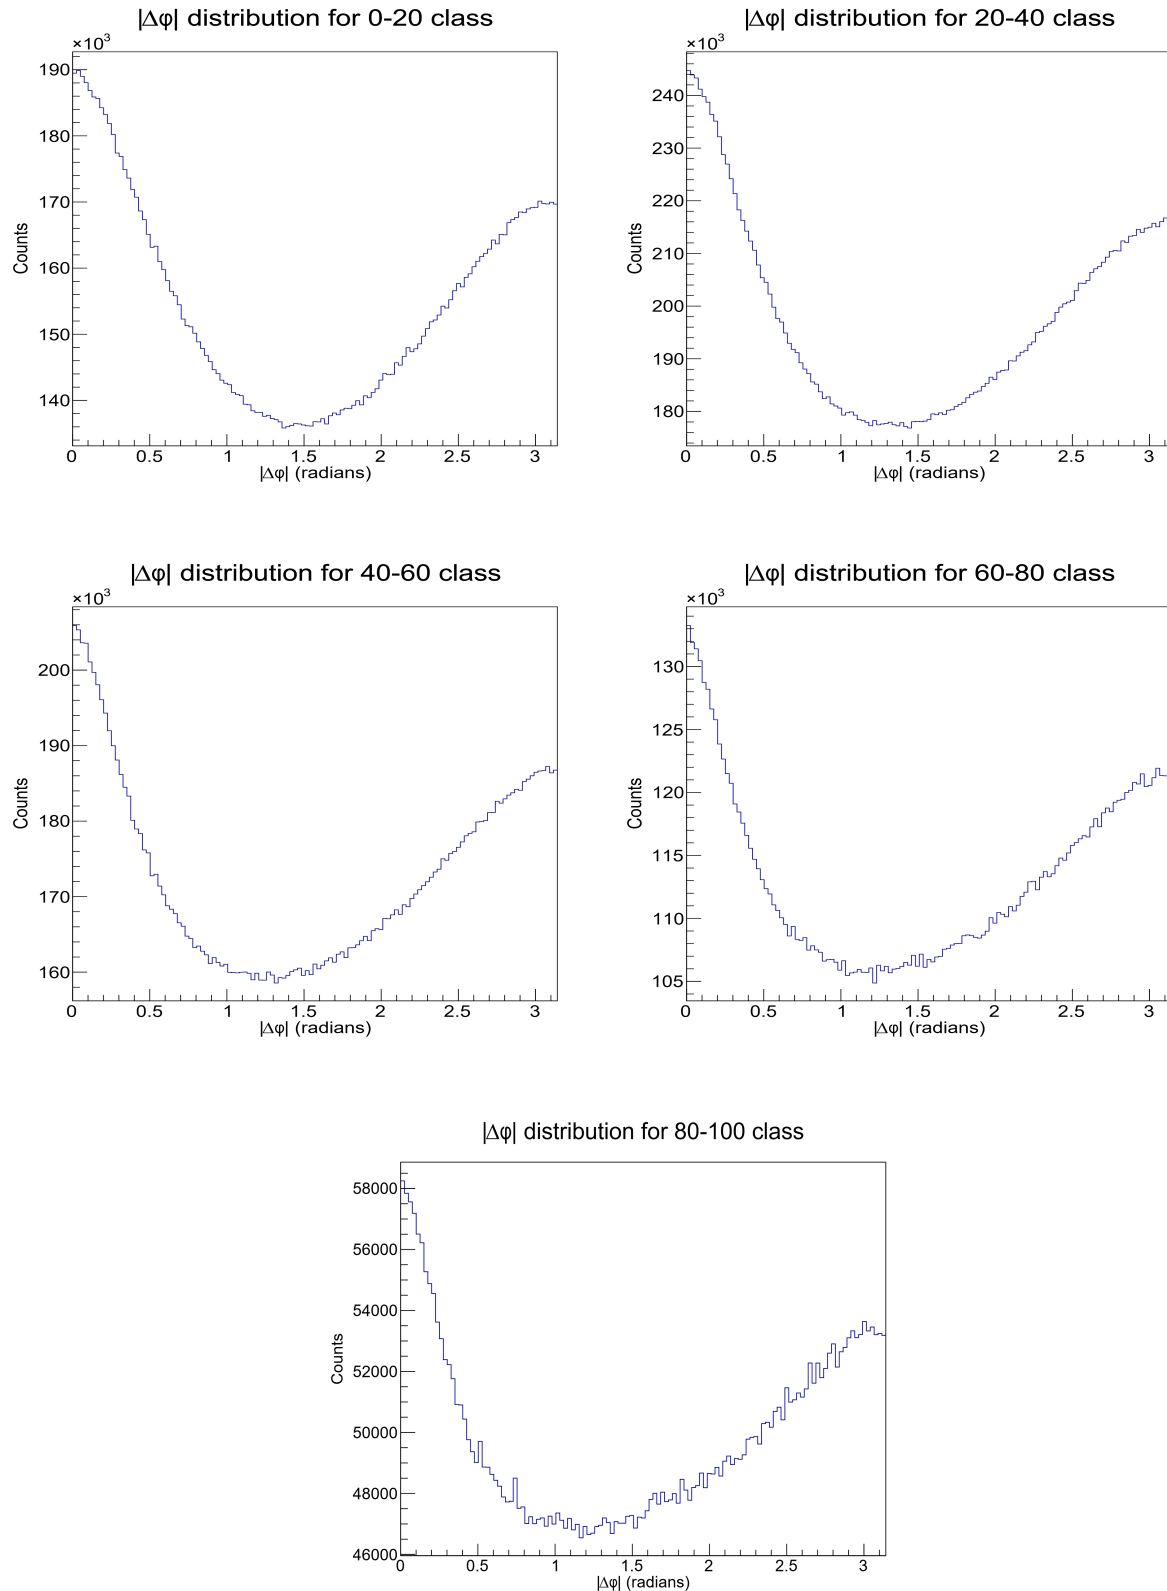 |Δφ| distribution for 0-20 class
×10³
190
180
170
160
150
140
Counts
0 0.5 1 1.5 2 2.5 3
|Δφ| (radians)
|Δφ| distribution for 20-40 class
×10³
240
230
220
210
200
190
180
Counts
0 0.5 1 1.5 2 2.5 3
|Δφ| (radians)
|Δφ| distribution for 40-60 class
×10³
200
190
180
170
160
Counts
0 0.5 1 1.5 2 2.5 3
|Δφ| (radians)
|Δφ| distribution for 60-80 class
×10³
130
125
120
115
110
105
Counts
0 0.5 1 1.5 2 2.5 3
|Δφ| (radians)
|Δφ| distribution for 80-100 class
58000
56000
54000
52000
50000
48000
46000
Counts
0 0.5 1 1.5 2 2.5 3
|Δφ| (radians)